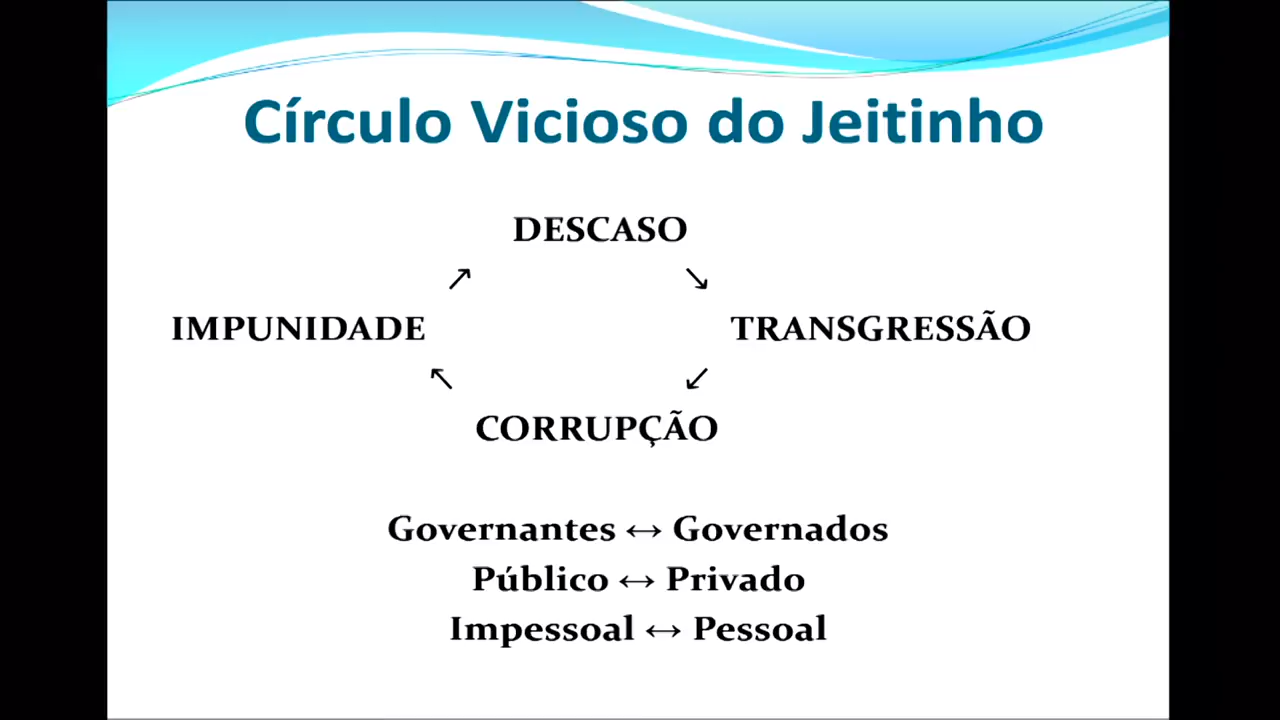 Círculo Vicioso do Jeitinho
DESCASO
↗ ↘
IMPUNIDADE TRANSGRESSÃO
↖ ↙
CORRUPÇÃO
Governantes ↔ Governados
Público ↔ Privado
Impessoal ↔ Pessoal